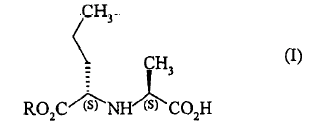 CH₃
CH₃
(I)
RO₂C (S) NH (S) CO₂H